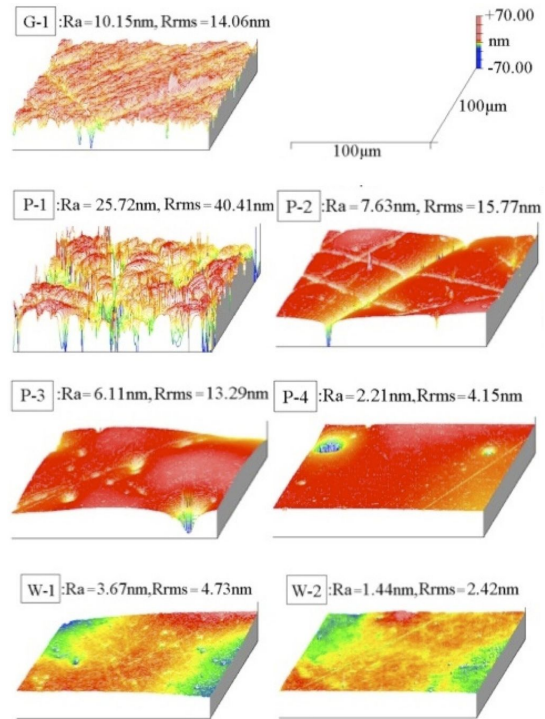 G-1 :Ra=10.15nm, Rrms=14.06nm
+70.00
nm
-70.00
100μm
100μm
P-1 :Ra=25.72nm, Rrms=40.41nm
P-2 :Ra=7.63nm, Rrms=15.77nm
P-3 :Ra=6.11nm,Rrms=13.29nm
P-4 :Ra=2.21nm,Rrms=4.15nm
W-1 :Ra=3.67nm,Rrms=4.73nm
W-2 :Ra=1.44nm,Rrms=2.42nm